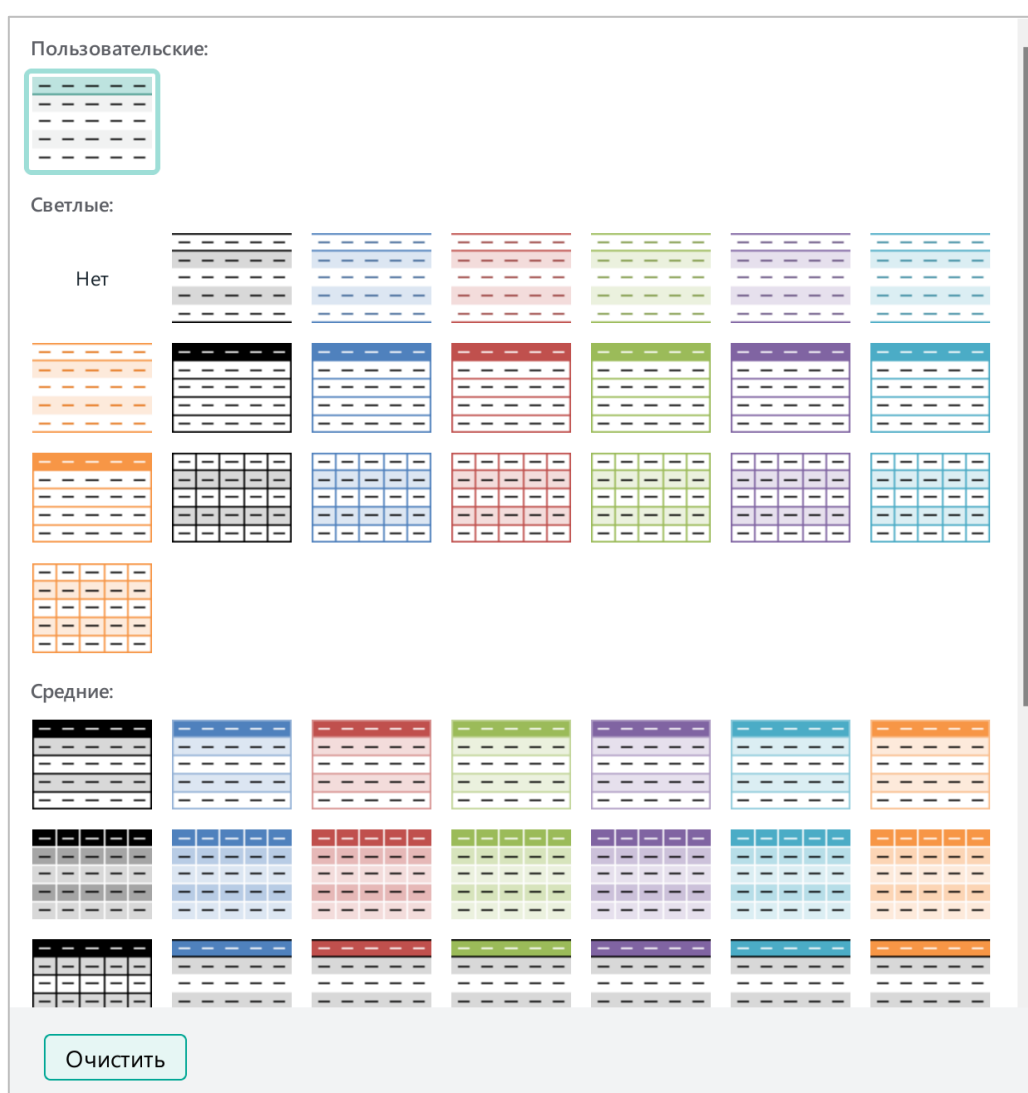 Пользовательские:
Светлые:
Нет
Средние:
Очистить